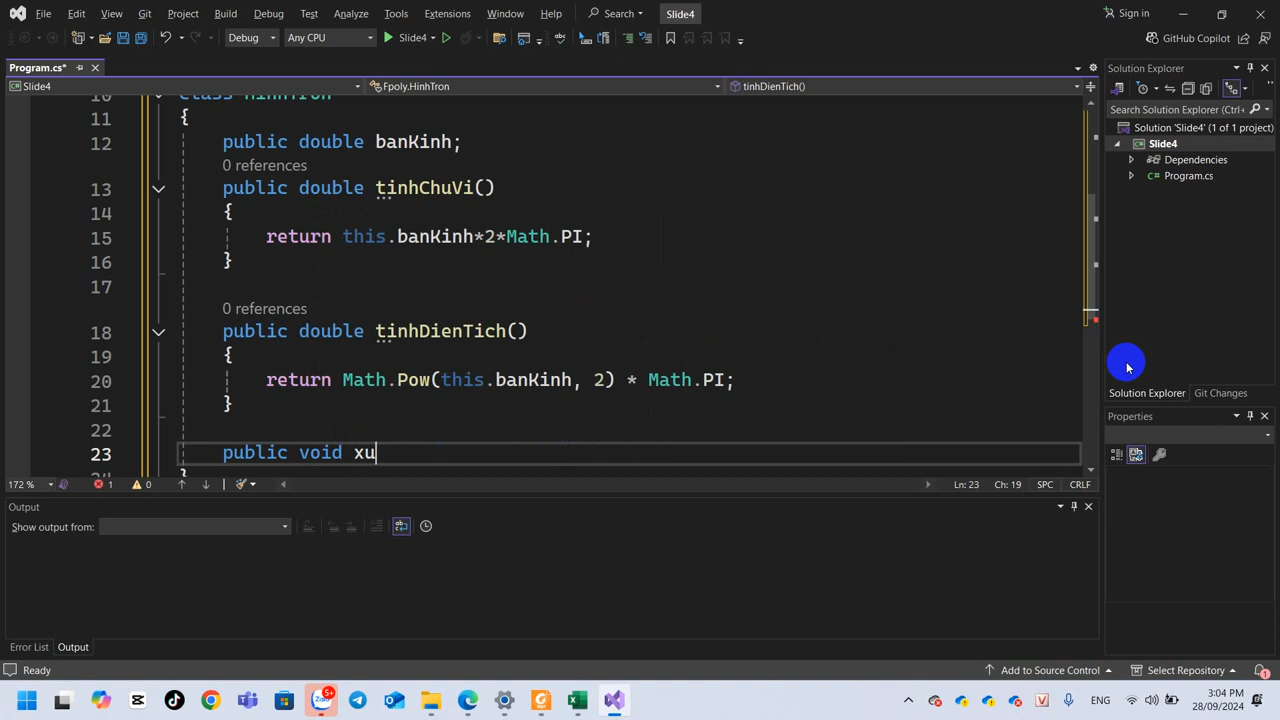 File Edit View Git Project Build Debug Test Analyze Tools Extensions Window Help Search Slide4 Sign in
Debug Any CPU Slide4 GitHub Copilot
Program.cs* Solution Explorer
Slide4 Fpoly.HinhTron tinhDienTich()
Search Solution Explorer (Ctrl+
Solution 'Slide4' (1 of 1 project)
Slide4
Dependencies
Program.cs
10 class HinhTron
11 {
12 public double banKinh;
0 references
13 public double tinhChuVi()
14 {
15 return this.banKinh*2*Math.PI;
16 }
17
0 references
18 public double tinhDienTich()
19 {
20 return Math.Pow(this.banKinh, 2) * Math.PI;
21 }
22
23 public void xu
24 }
Solution Explorer Git Changes
Properties
172 % 1 0 Ln: 23 Ch: 19 SPC CRLF
Output
Show output from:
Error List Output
Ready Add to Source Control Select Repository
Zalo 5+ ENG 3:04 PM
28/09/2024